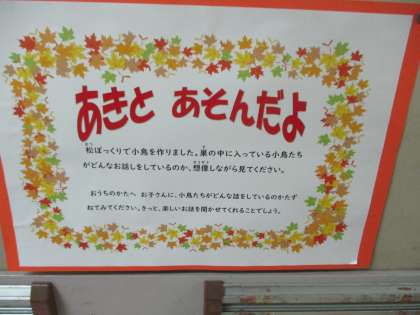 あきと あそんだよ
松ぼっくりで小鳥を作りました。巣の中に入っている小鳥たち
がどんなお話しをしているのか、想像しながら見てください。
おうちのかたへ お子さんに、小鳥たちがどんな話をしているのかたず
ねてみてください。きっと、楽しいお話を聞かせてくれることでしょう。